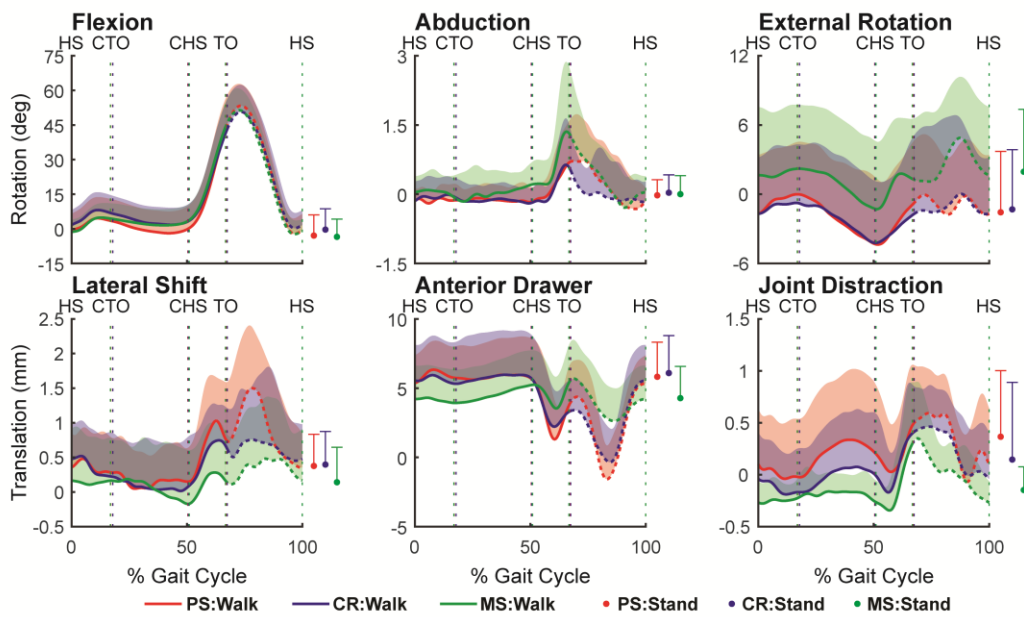 Flexion
Abduction
External Rotation
HS CTO CHS TO HS
HS CTO CHS TO HS
HS CTO CHS TO HS
Rotation (deg)
75
60
45
30
15
0
-15
3
1.5
0
-1.5
12
6
0
-6
Lateral Shift
Anterior Drawer
Joint Distraction
HS CTO CHS TO HS
HS CTO CHS TO HS
HS CTO CHS TO HS
Translation (mm)
2.5
2
1.5
1
0.5
0
-0.5
10
5
0
-5
1.5
1
0.5
0
-0.5
0 50 100
0 50 100
0 50 100
% Gait Cycle
% Gait Cycle
% Gait Cycle
PS:Walk CR:Walk MS:Walk PS:Stand CR:Stand MS:Stand